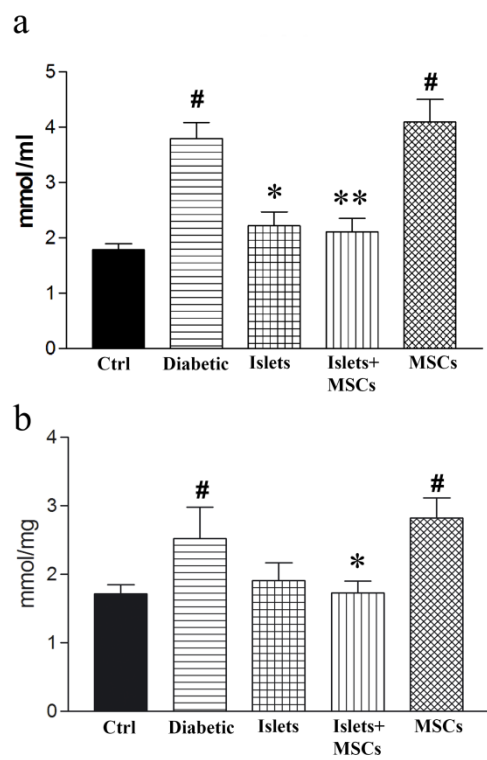 a
5
4
3
2
1
0
mmol/ml
#
*
**
#
Ctrl Diabetic Islets Islets+ MSCs
MSCs
b
4
3
2
1
0
mmol/mg
#
*
#
Ctrl Diabetic Islets Islets+ MSCs
MSCs